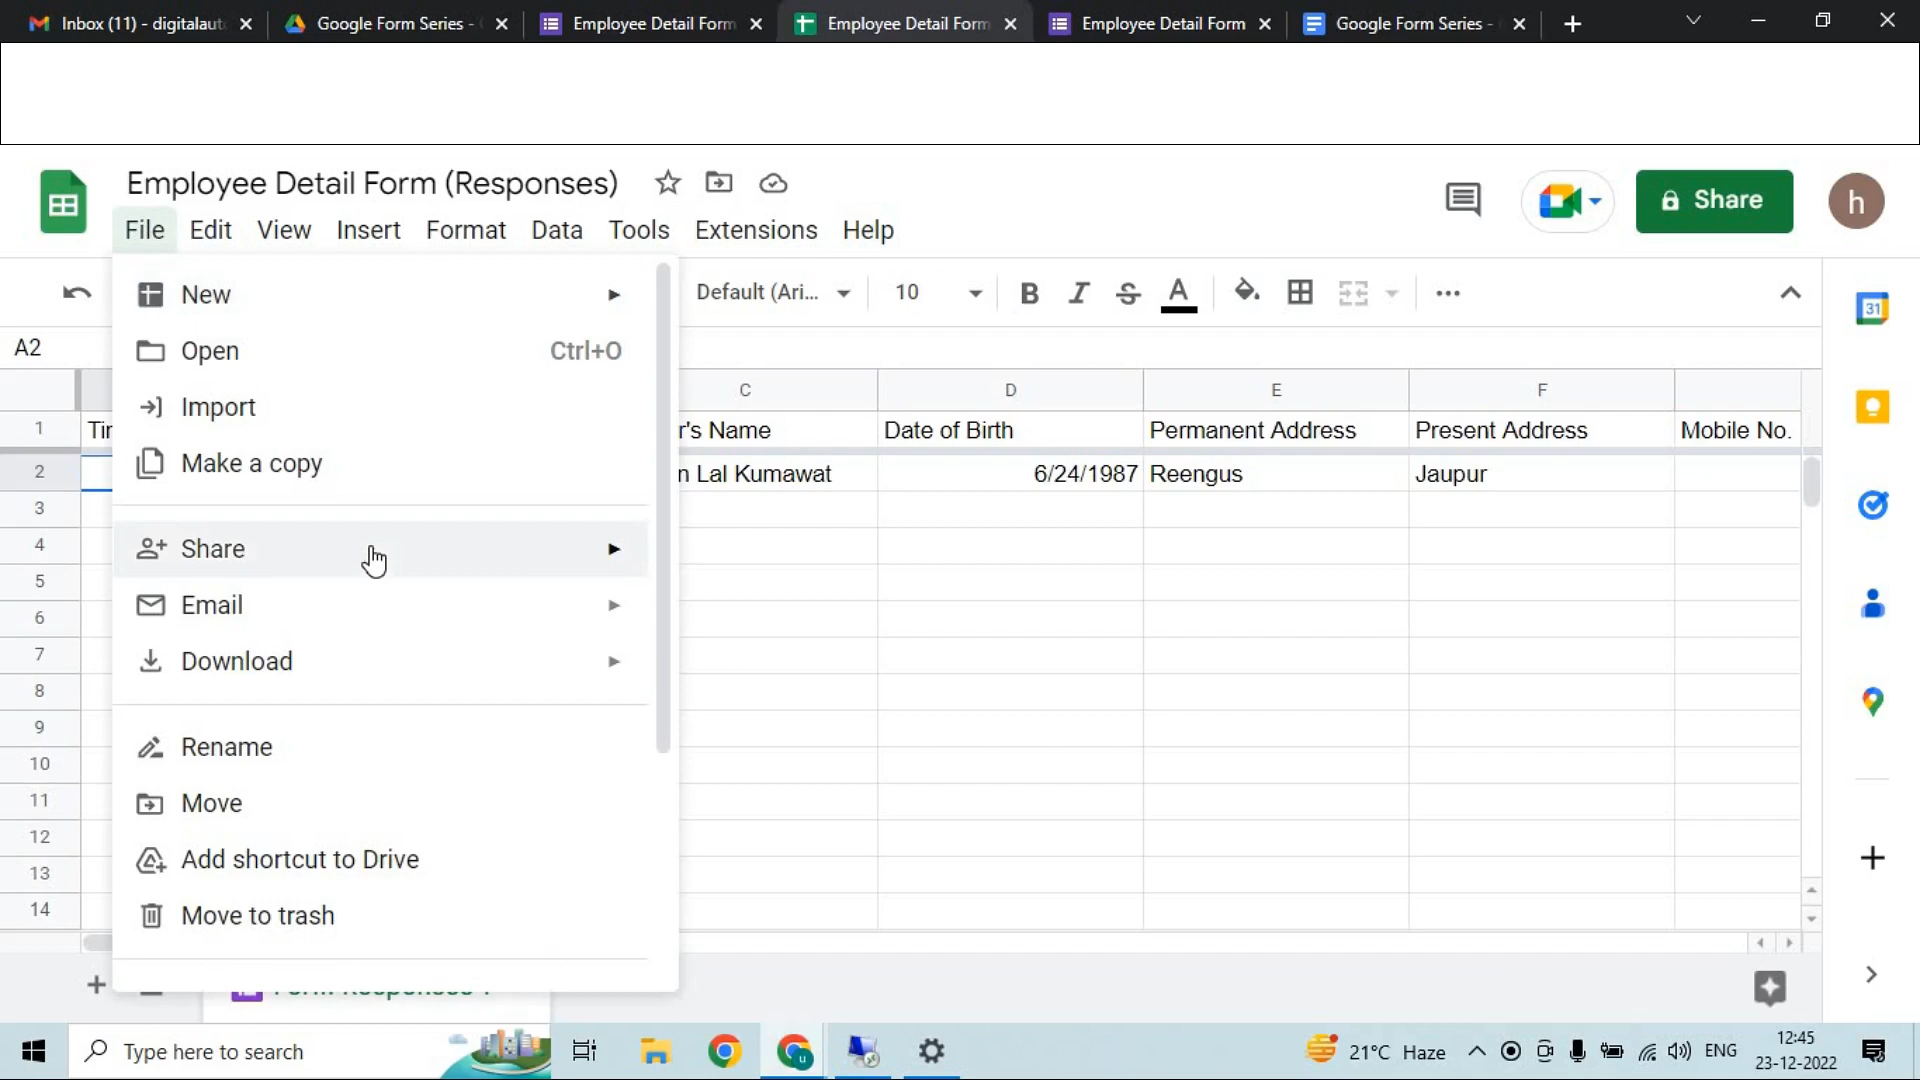 Inbox (11) - digitalaut
Google Form Series -
Employee Detail Form
Employee Detail Form
Employee Detail Form
Google Form Series -
Employee Detail Form (Responses)
Share
h
File Edit View Insert Format Data Tools Extensions Help
New
Default (Ari...
10
B I S A
31
A2
Open Ctrl+O
C D E F
Import
1
r's Name
Date of Birth
Permanent Address
Present Address
Mobile No.
Make a copy
2
n Lal Kumawat
6/24/1987
Reengus
Jaupur
3
Share
4
5
Email
6
Download
7
8
Rename
9
10
Move
11
Add shortcut to Drive
12
13
Move to trash
14
Type here to search
u
21°C Haze
ENG
12:45
23-12-2022